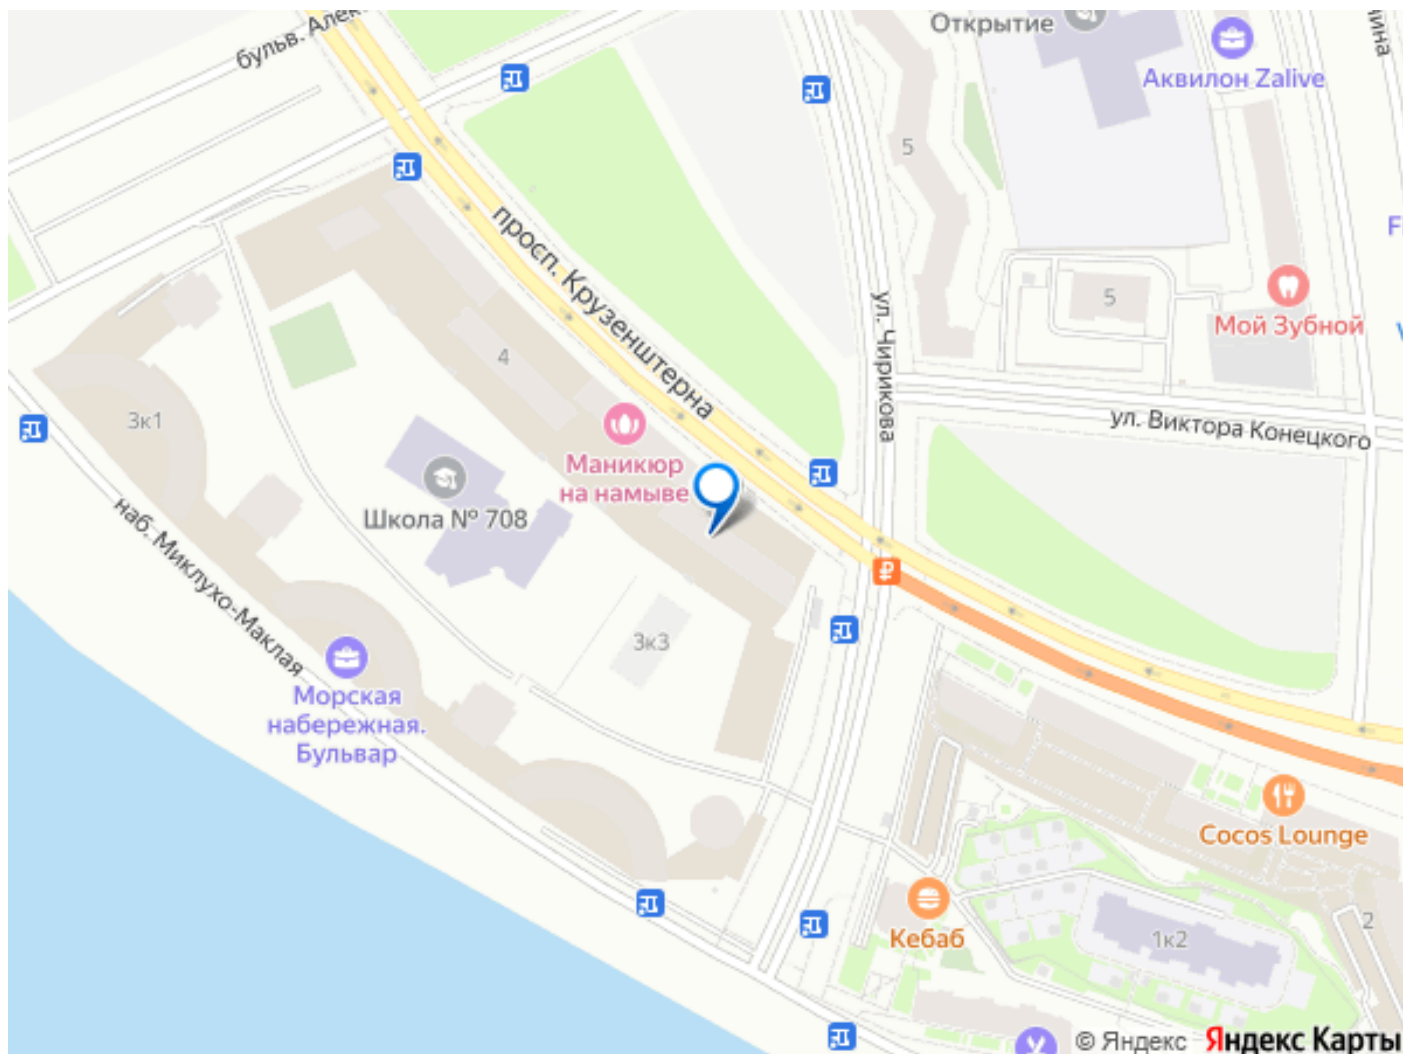 Открытие
бульв. Алек
Аквилон Zalive
чина
5
просп. Крузенштерна
5
ул. Чирикова
Мой Зубной
4
3к1
Маникюр
на намыве
ул. Виктора Конецкого
Школа № 708
наб. Миклухо-Маклая
3к3
Морская
набережная.
Бульвар
Cocos Lounge
Кебаб
1к2
2
© Яндекс Яндекс Карты